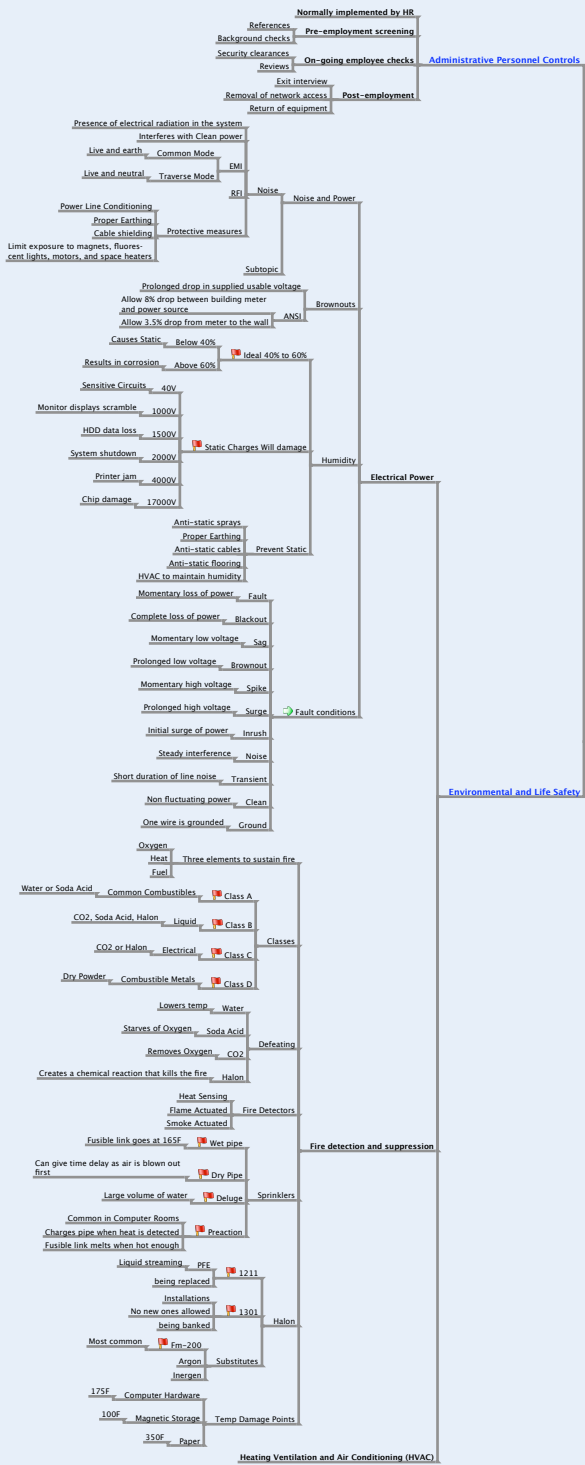 Normally implemented by HR
References
Background checks
Pre-employment screening
Security clearances
Reviews
On-going employee checks
Administrative Personnel Controls
Exit interview
Removal of network access
Return of equipment
Post-employment
Presence of electrical radiation in the system
Interferes with Clean power
Live and earth
Common Mode
Live and neutral
Traverse Mode
EMI
RFI
Noise
Noise and Power
Power Line Conditioning
Proper Earthing
Cable shielding
Limit exposure to magnets, fluores-
cent lights, motors, and space heaters
Protective measures
Subtopic
Prolonged drop in supplied usable voltage
Allow 8% drop between building meter
and power source
Allow 3.5% drop from meter to the wall
ANSI
Brownouts
Causes Static
Below 40%
Results in corrosion
Above 60%
Ideal 40% to 60%
Sensitive Circuits
40V
Monitor displays scramble
1000V
HDD data loss
1500V
System shutdown
2000V
Printer jam
4000V
Chip damage
17000V
Static Charges Will damage
Humidity
Electrical Power
Anti-static sprays
Proper Earthing
Anti-static cables
Anti-static flooring
HVAC to maintain humidity
Prevent Static
Momentary loss of power
Fault
Complete loss of power
Blackout
Momentary low voltage
Sag
Prolonged low voltage
Brownout
Momentary high voltage
Spike
Prolonged high voltage
Surge
Initial surge of power
Inrush
Steady interference
Noise
Short duration of line noise
Transient
Non fluctuating power
Clean
One wire is grounded
Ground
Fault conditions
Environmental and Life Safety
Oxygen
Heat
Fuel
Three elements to sustain fire
Water or Soda Acid
Common Combustibles
Class A
CO2, Soda Acid, Halon
Liquid
Class B
CO2 or Halon
Electrical
Class C
Dry Powder
Combustible Metals
Class D
Classes
Lowers temp
Water
Starves of Oxygen
Soda Acid
Removes Oxygen
CO2
Creates a chemical reaction that kills the fire
Halon
Defeating
Heat Sensing
Flame Actuated
Smoke Actuated
Fire Detectors
Fire detection and suppression
Fusible link goes at 165F
Wet pipe
Can give time delay as air is blown out
first
Dry Pipe
Large volume of water
Deluge
Common in Computer Rooms
Charges pipe when heat is detected
Fusible link melts when hot enough
Preaction
Sprinklers
Liquid streaming
PFE
being replaced
1211
Installations
No new ones allowed
being banked
1301
Halon
Most common
Fm-200
Argon
Inergen
Substitutes
175F
Computer Hardware
100F
Magnetic Storage
350F
Paper
Temp Damage Points
Heating Ventilation and Air Conditioning (HVAC)